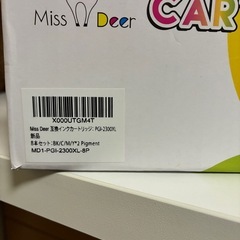 Miss Deer
CAR
X000UTGM4T
Miss Deer 互換インクカートリッジ: PGI-2300XL
新品
8本セット:BK/C/M/Y*2 Pigment
MD1-PGI-2300XL-8P